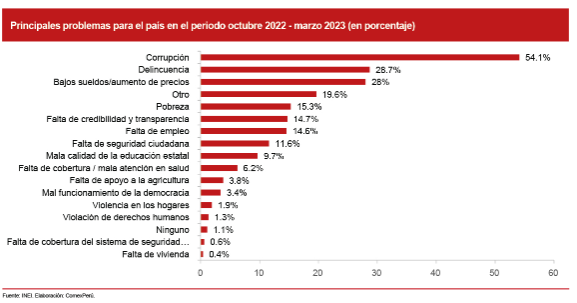 Principales problemas para el país en el periodo octubre 2022 - marzo 2023 (en porcentaje)
Corrupción 54.1%
Delincuencia 28.7%
Bajos sueldos/aumento de precios 28%
Otro 19.6%
Pobreza 15.3%
Falta de credibilidad y transparencia 14.7%
Falta de empleo 14.6%
Falta de seguridad ciudadana 11.6%
Mala calidad de la educación estatal 9.7%
Falta de cobertura / mala atención en salud 6.2%
Falta de apoyo a la agricultura 3.8%
Mal funcionamiento de la democracia 3.4%
Violencia en los hogares 1.9%
Violación de derechos humanos 1.3%
Ninguno 1.1%
Falta de cobertura del sistema de seguridad... 0.6%
Falta de vivienda 0.4%
0 10 20 30 40 50 60
Fuente: INEI. Elaboración: ComexPerú.